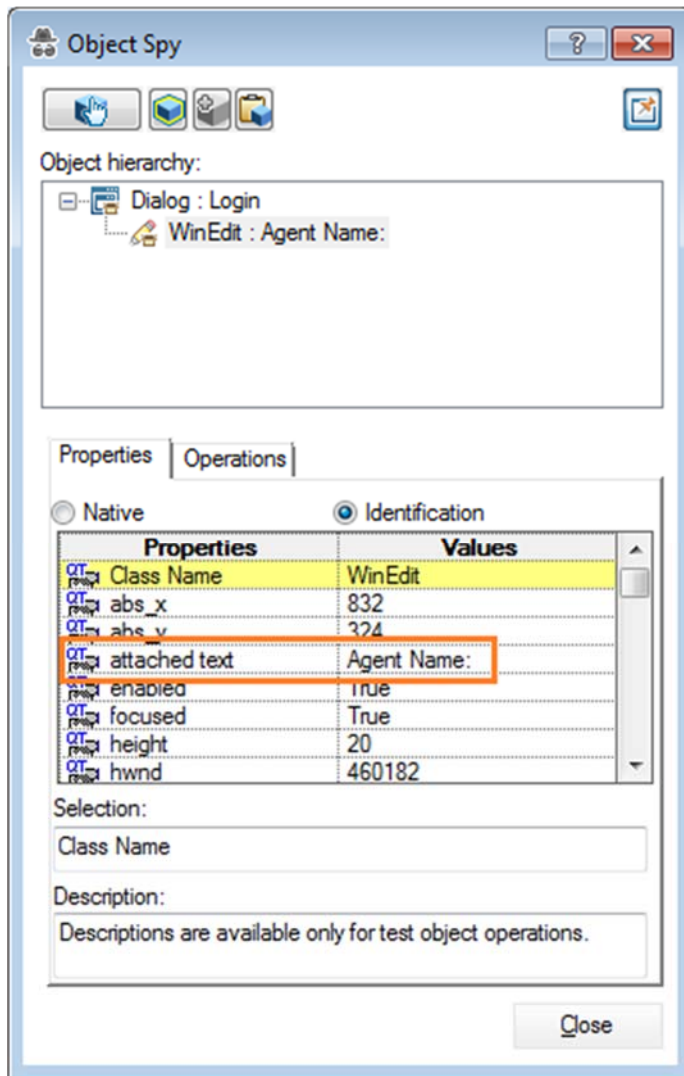 Object Spy
Object hierarchy:
Dialog : Login
WinEdit : Agent Name:
Properties Operations
Native Identification
Properties Values
Class Name WinEdit
abs_x 832
abs_y 324
attached text Agent Name:
enabled True
focused True
height 20
hwnd 460182
Selection:
Class Name
Description:
Descriptions are available only for test object operations.
Close